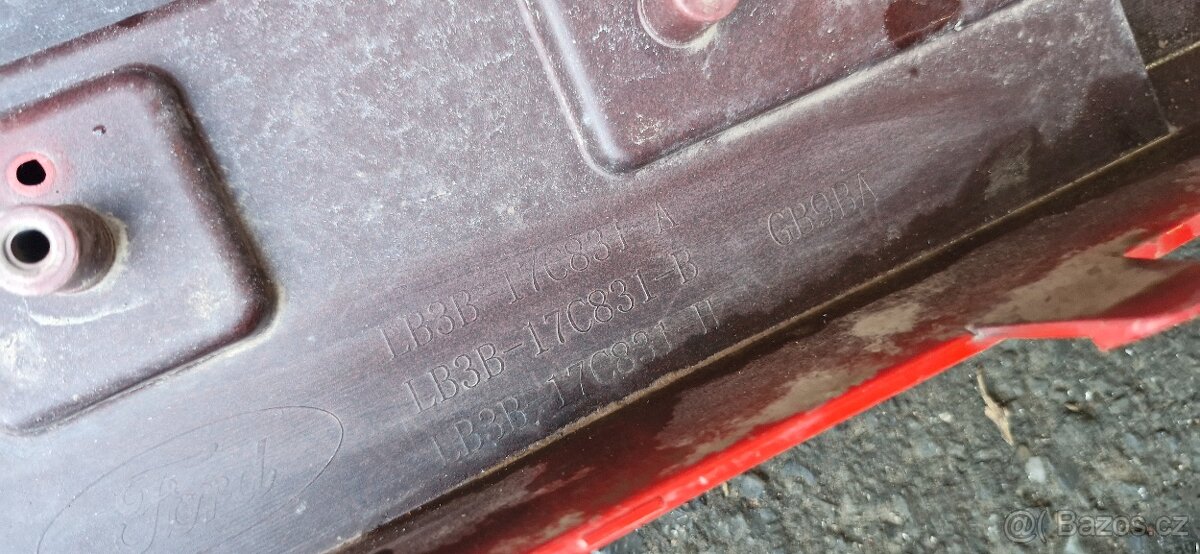 LB3B-17C831-A
LB3B-17C831-B GB9BA
LB3B-17C831-H
Ford
@Bazos.cz